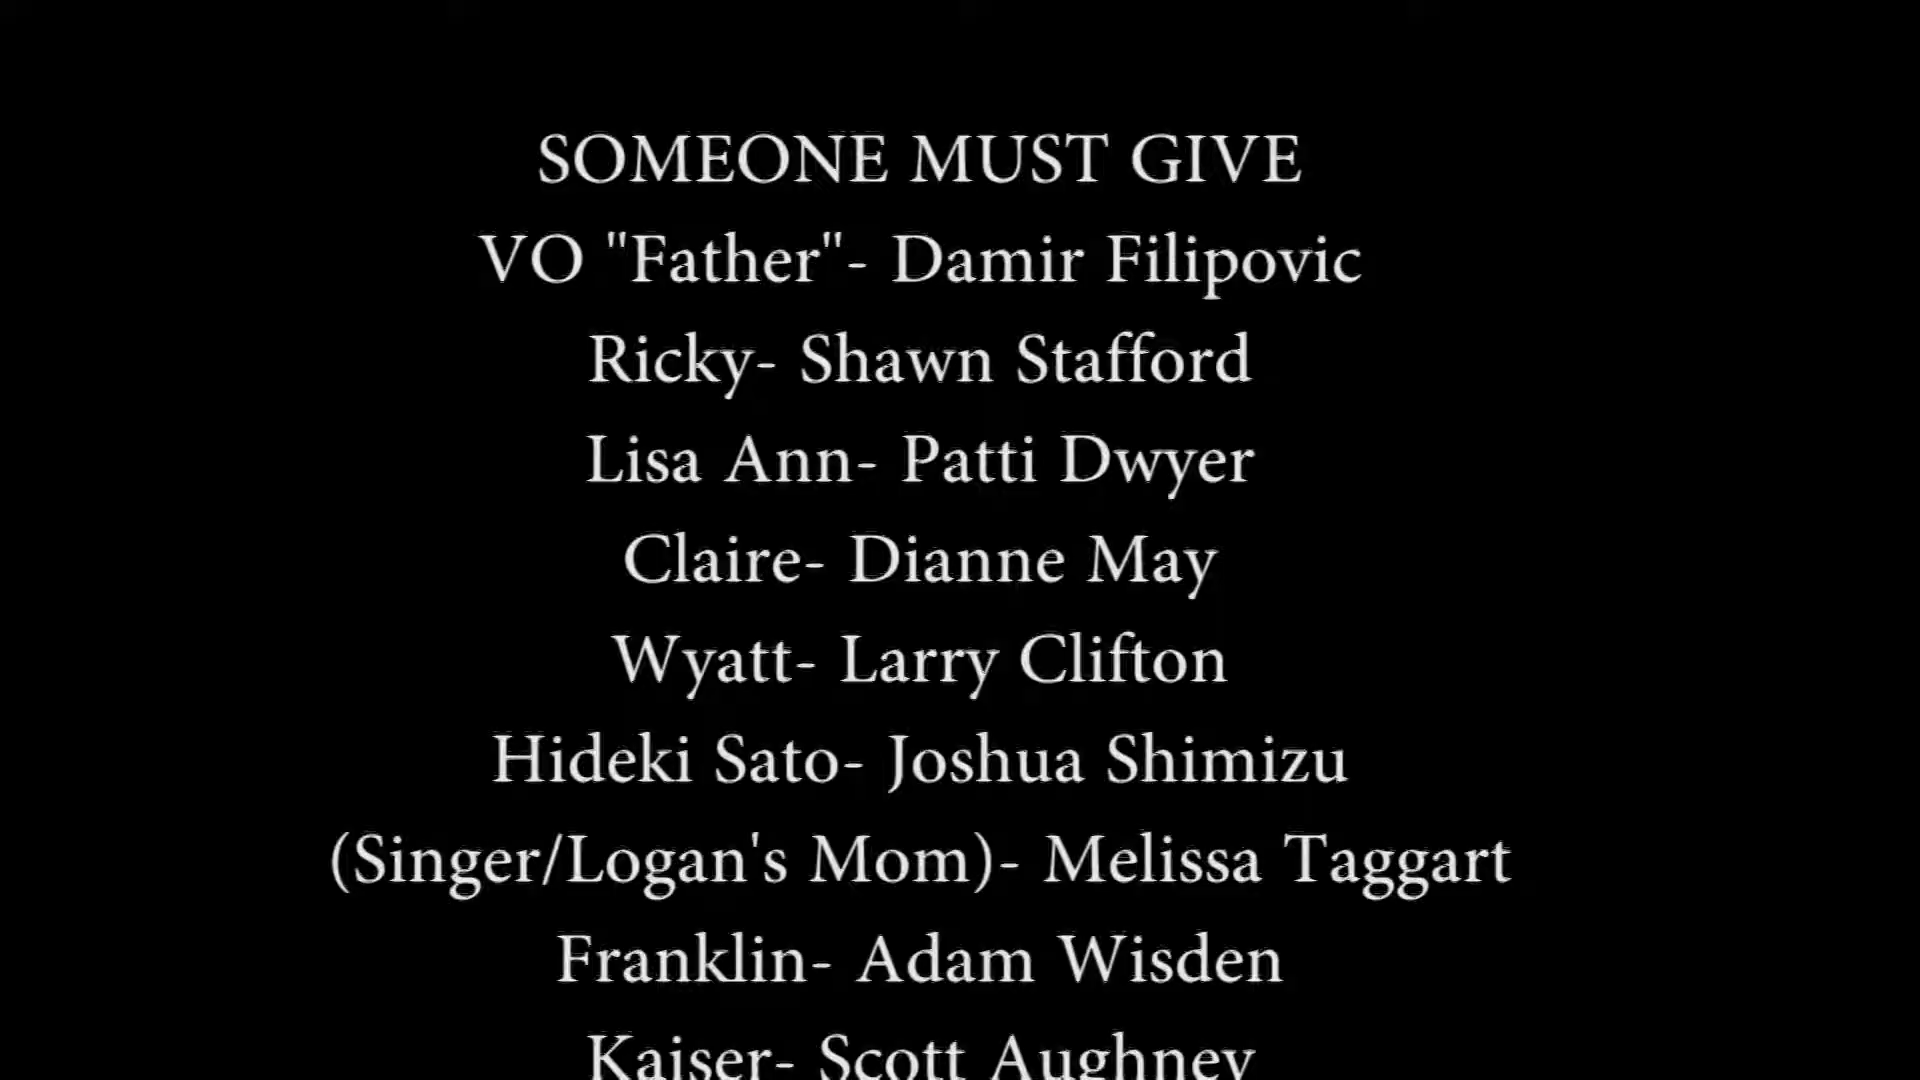 SOMEONE MUST GIVE
VO "Father"- Damir Filipovic
Ricky- Shawn Stafford
Lisa Ann- Patti Dwyer
Claire- Dianne May
Wyatt- Larry Clifton
Hideki Sato- Joshua Shimizu
(Singer/Logan's Mom)- Melissa Taggart
Franklin- Adam Wisden
Kaiser- Scott Aughney